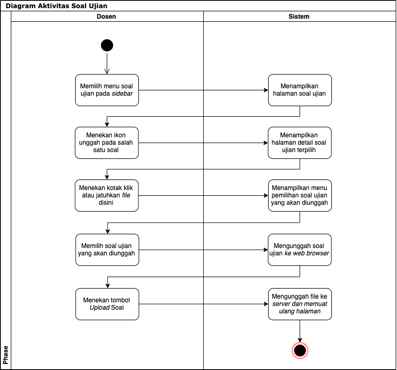 Diagram Aktivitas Soal Ujian
Dosen
Sistem
Memilih menu soal
ujian pada sidebar
Menampilkan
halaman soal ujian
Menekan ikon
unggah pada salah
satu soal
Menampilkan
halaman detail soal
ujian terpilih
Menekan kotak klik
atau jatuhkan file
disini
Menampilkan menu
pemilihan soal ujian
yang akan diunggah
Memilih soal ujian
yang akan diunggah
Mengunggah soal
ujian ke web browser
Menekan tombol
Upload Soal
Mengunggah file ke
server dan memuat
ulang halaman
Phase